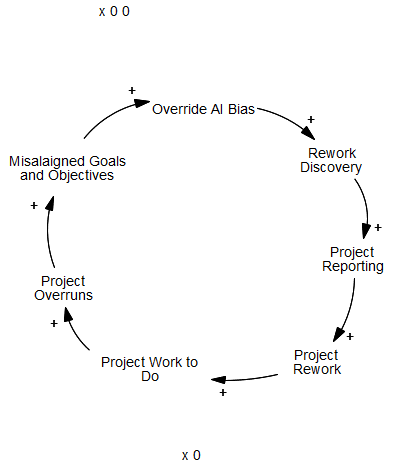 x 0 0
+
Override AI Bias
+
Rework
Discovery
+
Project
Reporting
+
Project
Rework
+
Project Work to
Do
+
Project
Overruns
+
Misalaigned Goals
and Objectives
x 0